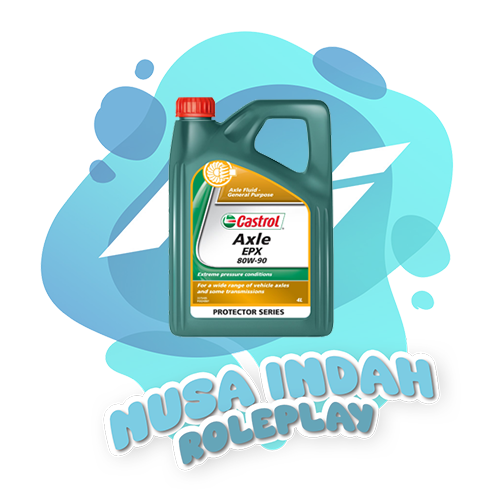 Axle Fluid -
General Purpose
Castrol
Axle
EPX
80W-90
Extreme pressure conditions
For a wide range of vehicle axles
and some transmissions
4L
PROTECTOR SERIES
NUSA INDAH
ROLEPLAY